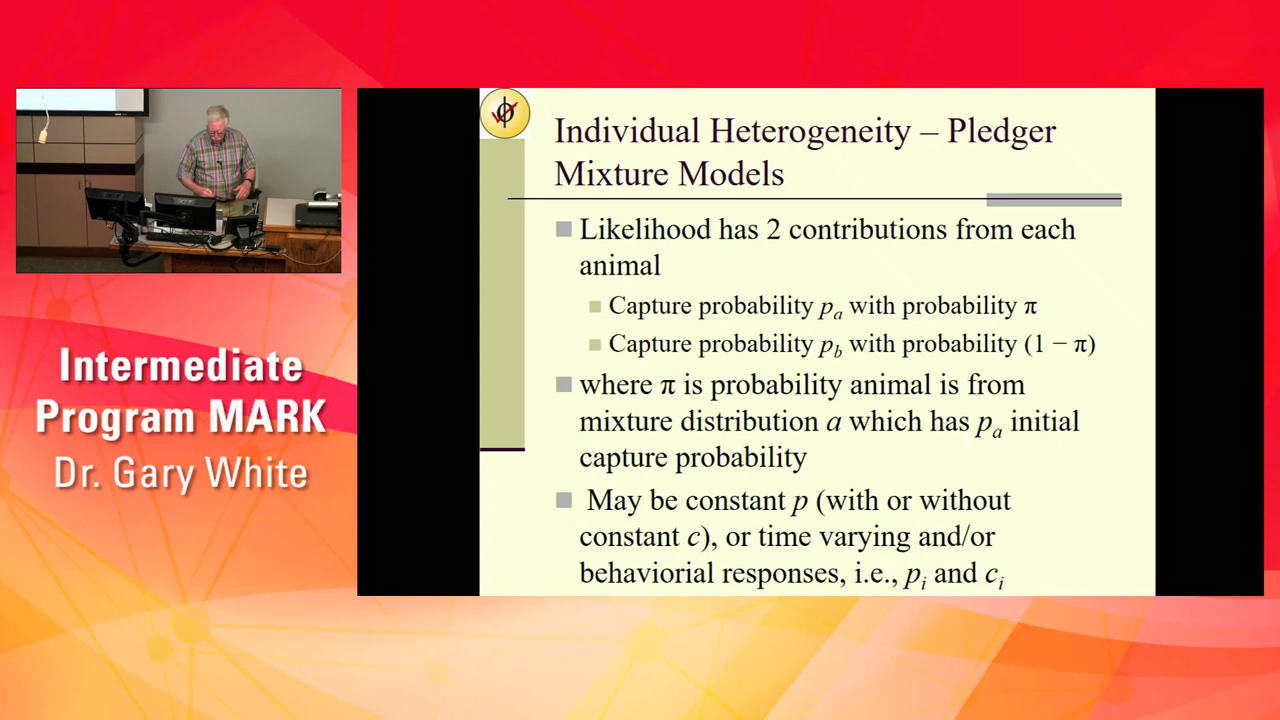 Individual Heterogeneity – Pledger
Mixture Models
Likelihood has 2 contributions from each
animal
Capture probability pa with probability π
Capture probability pb with probability (1 − π)
where π is probability animal is from
mixture distribution a which has pa initial
capture probability
May be constant p (with or without
constant c), or time varying and/or
behaviorial responses, i.e., pi and ci
Intermediate
Program MARK
Dr. Gary White